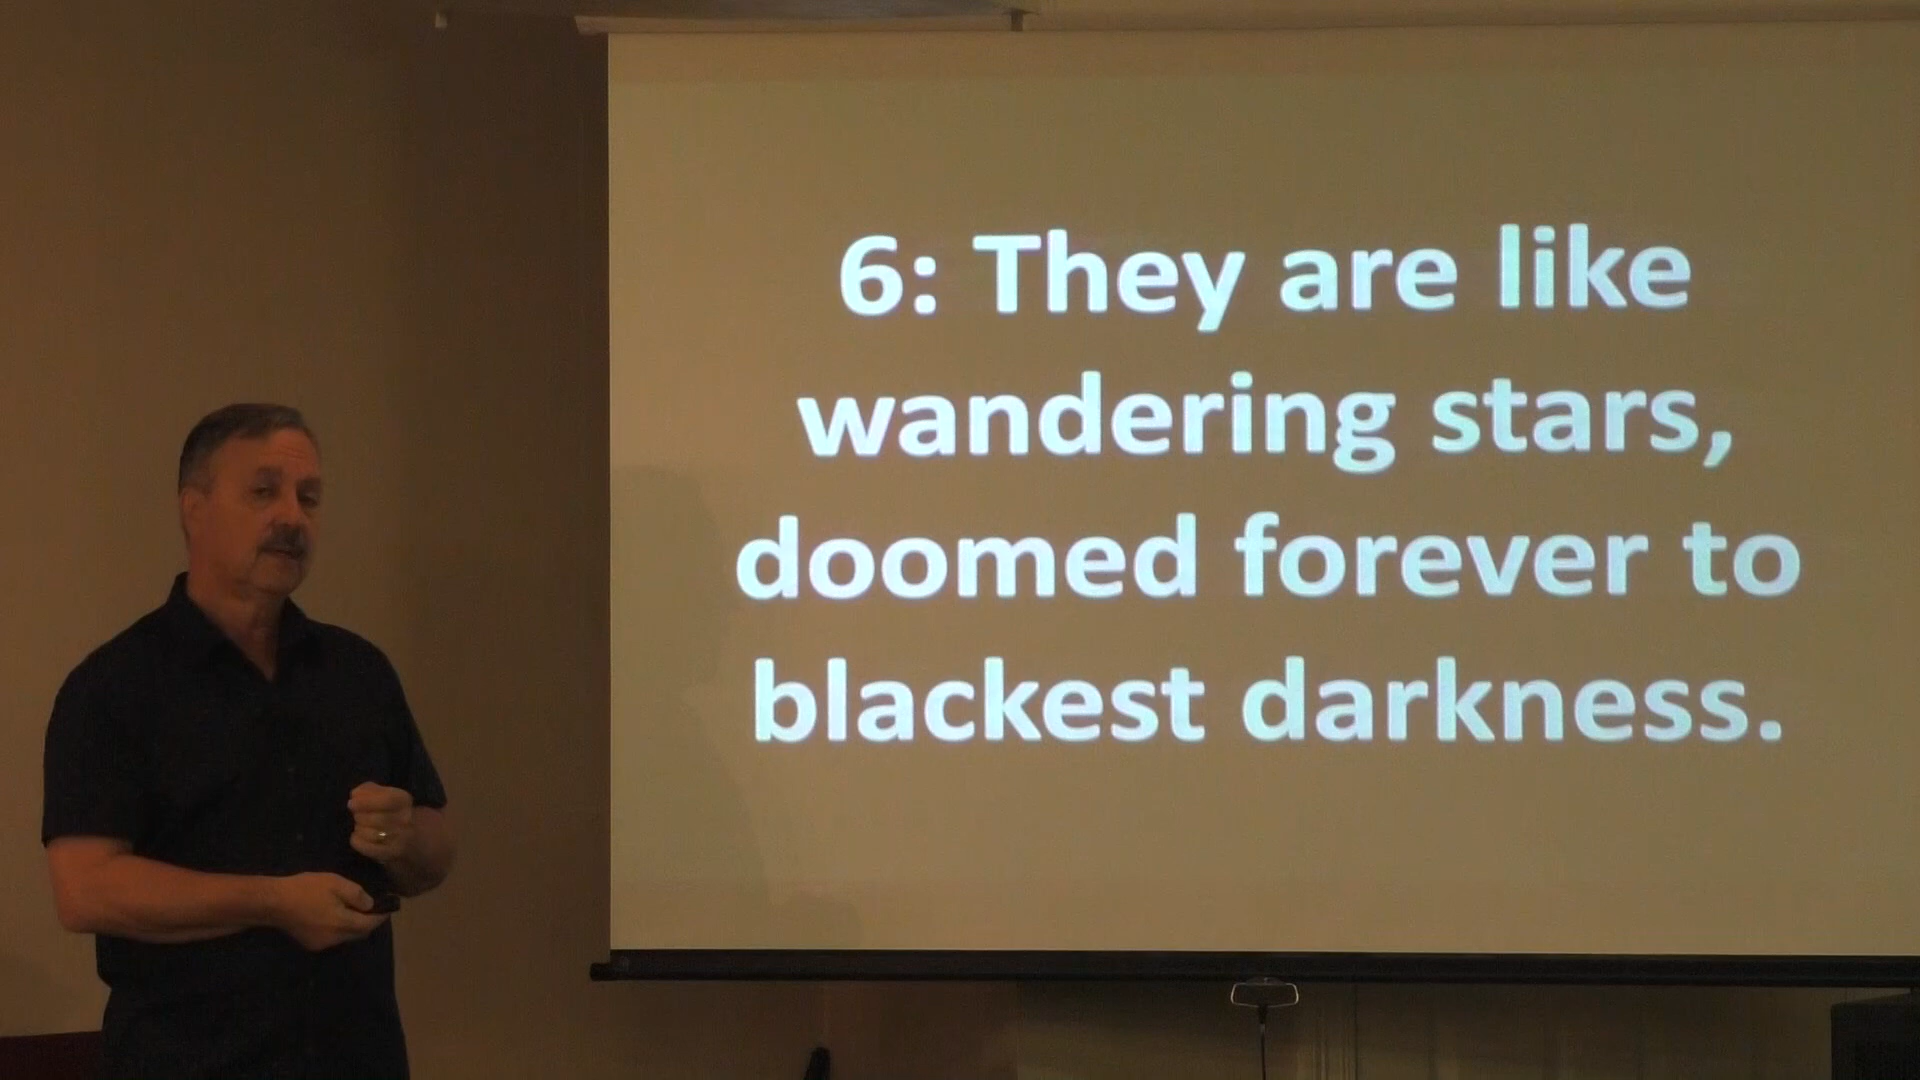 6: They are like
wandering stars,
doomed forever to
blackest darkness.